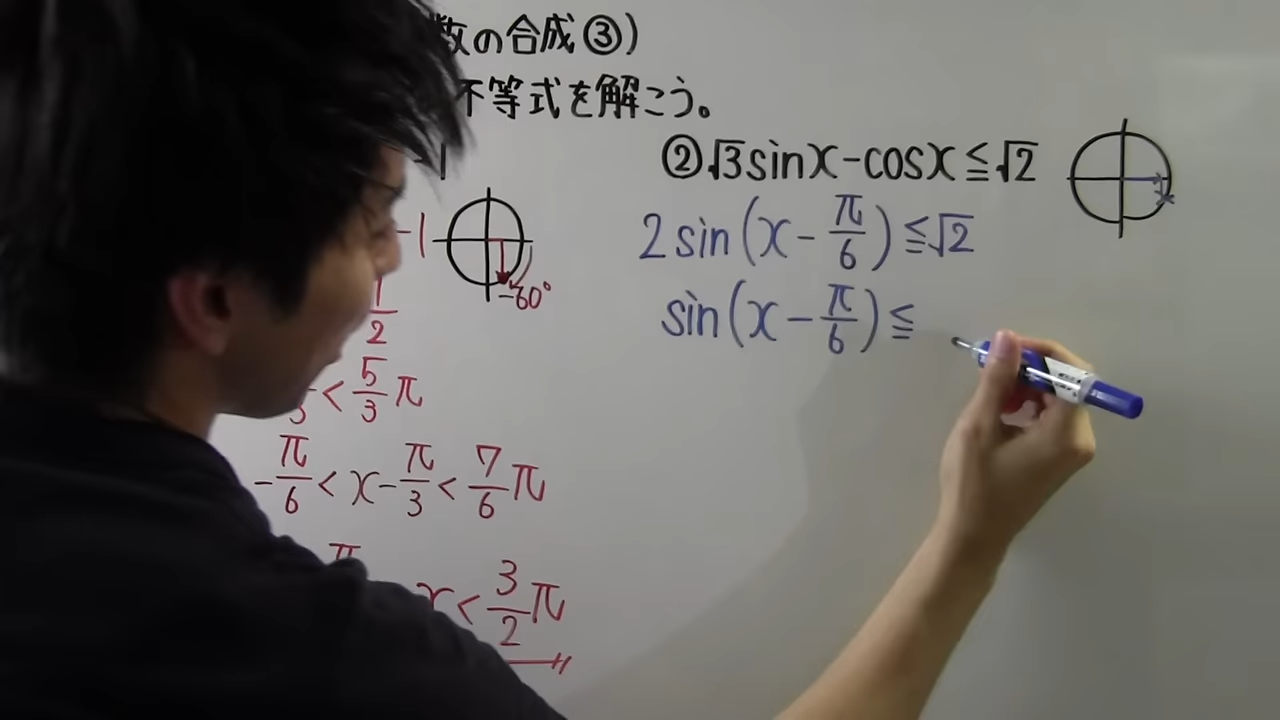 数の合成③)
不等式を解こう。
-1
②√3sinx-cosx≦√2
-1
2sin(x-π/6)≦√2
-60°
1/2
sin(x-π/6)≦
<5/3π
-π/6<x-π/3<7/6π
π
x<3/2π